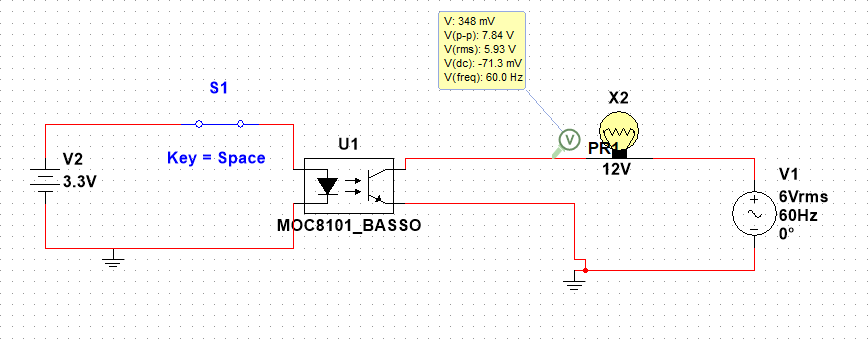 V: 348 mV
V(p-p): 7.84 V
V(rms): 5.93 V
V(dc): -71.3 mV
V(freq): 60.0 Hz
S1
Key = Space
V2
3.3V
U1
MOC8101_BASSO
V
PR1
X2
12V
V1
6Vrms
60Hz
0°